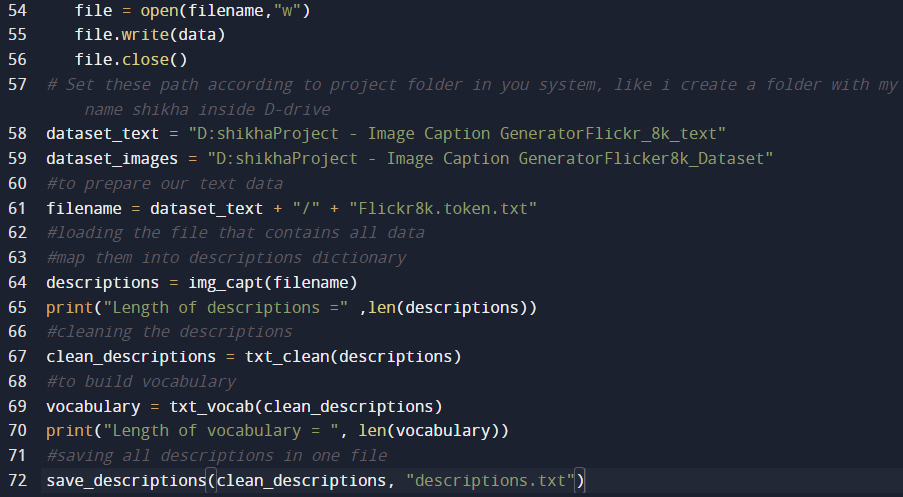 54 file = open(filename,"w")
55 file.write(data)
56 file.close()
57 # Set these path according to project folder in you system, like i create a folder with my
name shikha inside D-drive
58 dataset_text = "D:shikhaProject - Image Caption GeneratorFlickr_8k_text"
59 dataset_images = "D:shikhaProject - Image Caption GeneratorFlicker8k_Dataset"
60 #to prepare our text data
61 filename = dataset_text + "/" + "Flickr8k.token.txt"
62 #loading the file that contains all data
63 #map them into descriptions dictionary
64 descriptions = img_capt(filename)
65 print("Length of descriptions =" ,len(descriptions))
66 #cleaning the descriptions
67 clean_descriptions = txt_clean(descriptions)
68 #to build vocabulary
69 vocabulary = txt_vocab(clean_descriptions)
70 print("Length of vocabulary = ", len(vocabulary))
71 #saving all descriptions in one file
72 save_descriptions(clean_descriptions, "descriptions.txt")